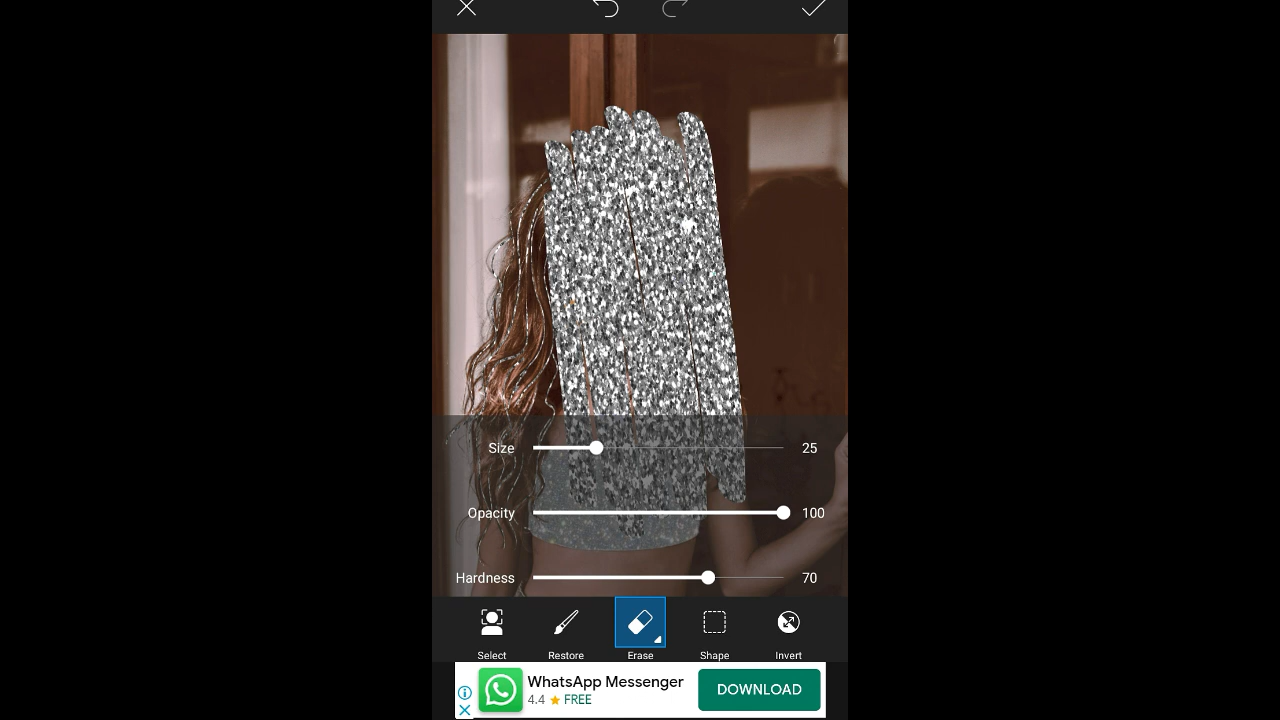 Size 25
Opacity 100
Hardness 70
Select Restore Erase Shape Invert
WhatsApp Messenger
4.4 ★ FREE
DOWNLOAD